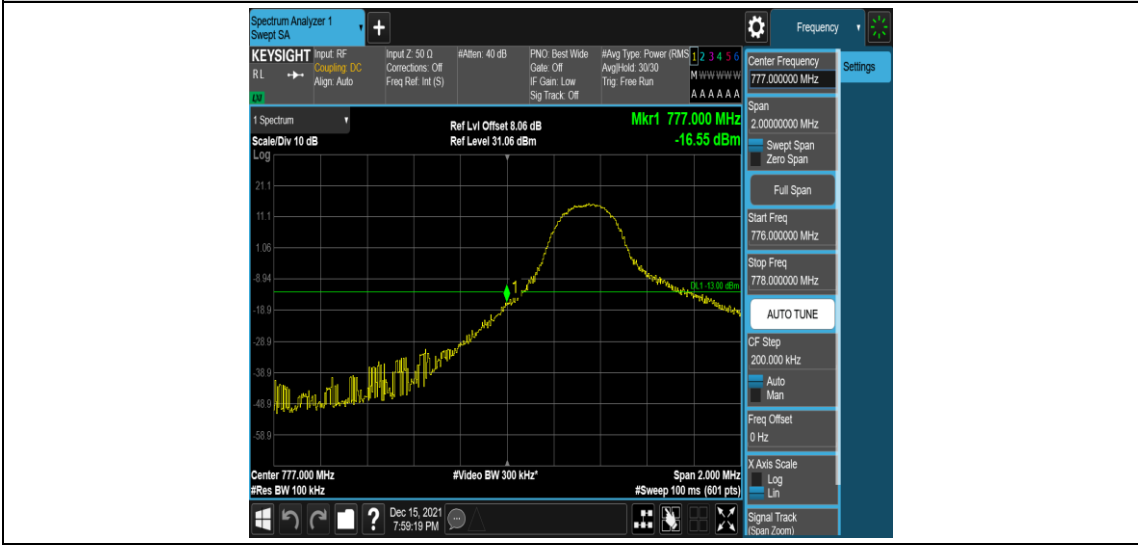 Spectrum Analyzer 1
Swept SA
Frequency
KEYSIGHT
RL
LM
Input: RF
Coupling: DC
Align: Auto
Input Z: 50 Ω
Corrections: Off
Freq Ref: Int (S)
#Atten: 40 dB
PNO: Best Wide
Gate: Off
IF Gain: Low
Sig Track: Off
#Avg Type: Power (RMS
Avg|Hold: 30/30
Trig: Free Run
1 2 3 4 5 6
M W W W W W
A A A A A A
1 Spectrum
Scale/Div 10 dB
Log
Ref Lvl Offset 8.06 dB
Ref Level 31.06 dBm
Mkr1 777.000 MHz
-16.55 dBm
21.1
11.1
1.06
-8.94
-18.9
-28.9
-38.9
-48.9
-58.9
1
DL1 -13.00 dBm
Center 777.000 MHz
#Res BW 100 kHz
#Video BW 300 kHz*
Span 2.000 MHz
#Sweep 100 ms (601 pts)
?
Dec 15, 2021
7:59:19 PM
Center Frequency
777.000000 MHz
Span
2.00000000 MHz
Swept Span
Zero Span
Full Span
Start Freq
776.000000 MHz
Stop Freq
778.000000 MHz
AUTO TUNE
CF Step
200.000 kHz
Auto
Man
Freq Offset
0 Hz
X Axis Scale
Log
Lin
Signal Track
(Span Zoom)
Settings